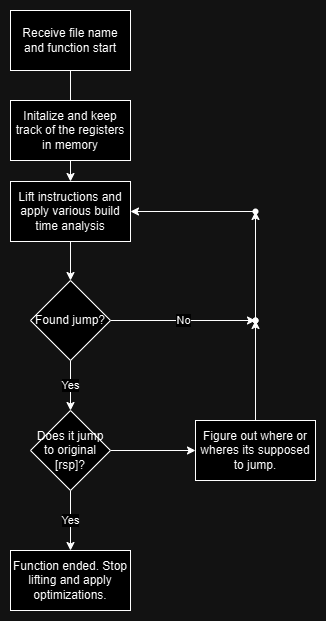 Receive file name
and function start
Initalize and keep
track of the registers
in memory
Lift instructions and
apply various build
time analysis
Found jump?
No
Yes
Does it jump
to original
[rsp]?
Figure out where or
wheres its supposed
to jump.
Yes
Function ended. Stop
lifting and apply
optimizations.